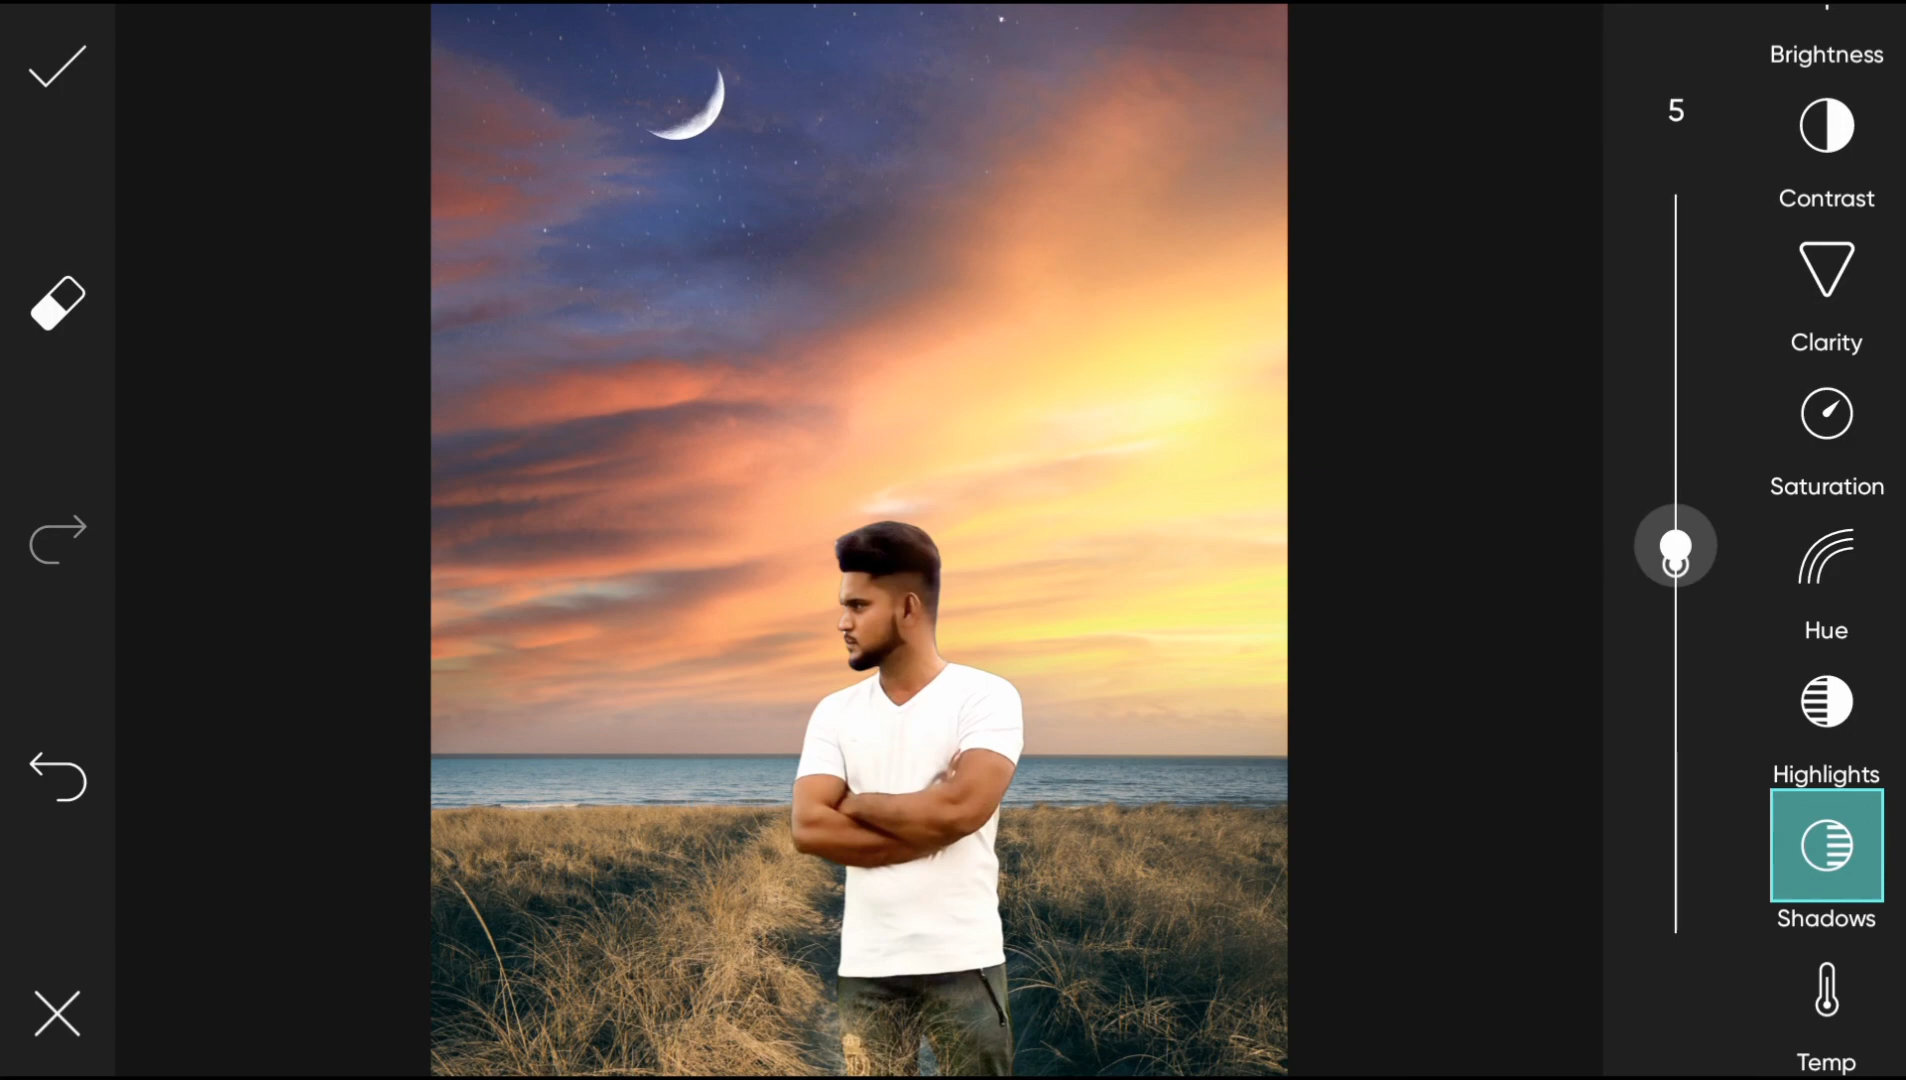 Brightness
5
Contrast
Clarity
Saturation
Hue
Highlights
Shadows
Temp